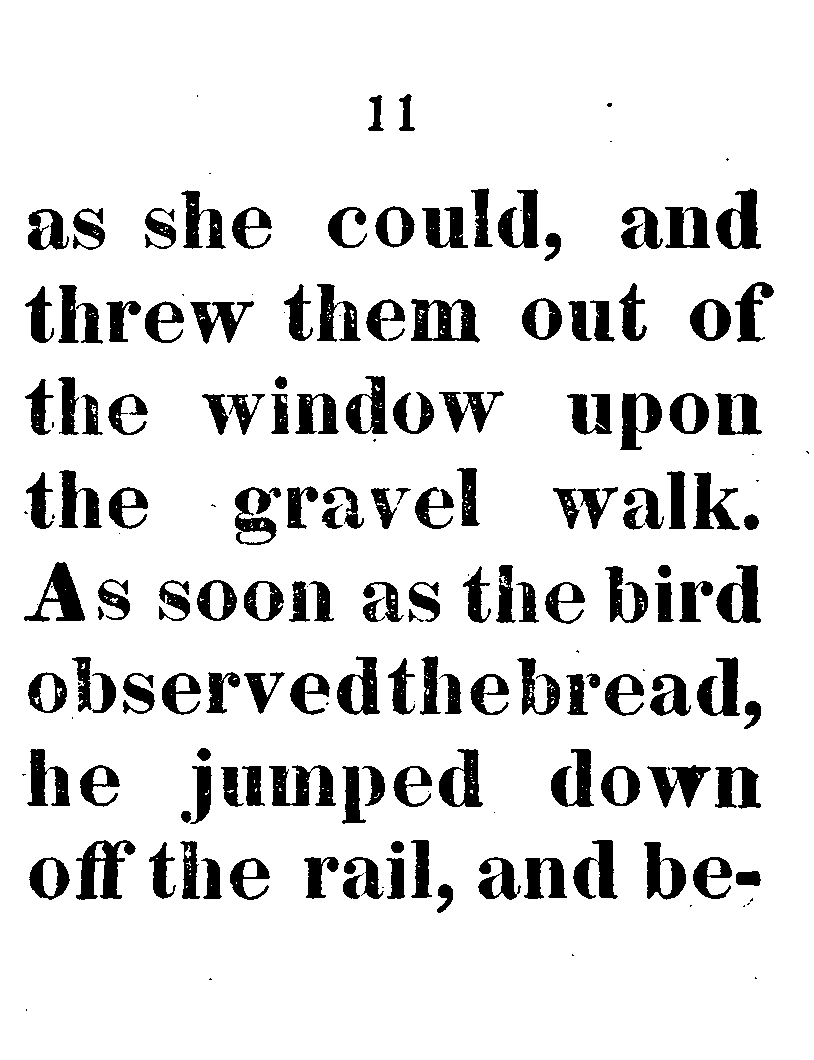 11
as she could, and
threw them out of
the window upon
the gravel walk.
As soon as the bird
observed the bread,
he jumped down
off the rail, and be-